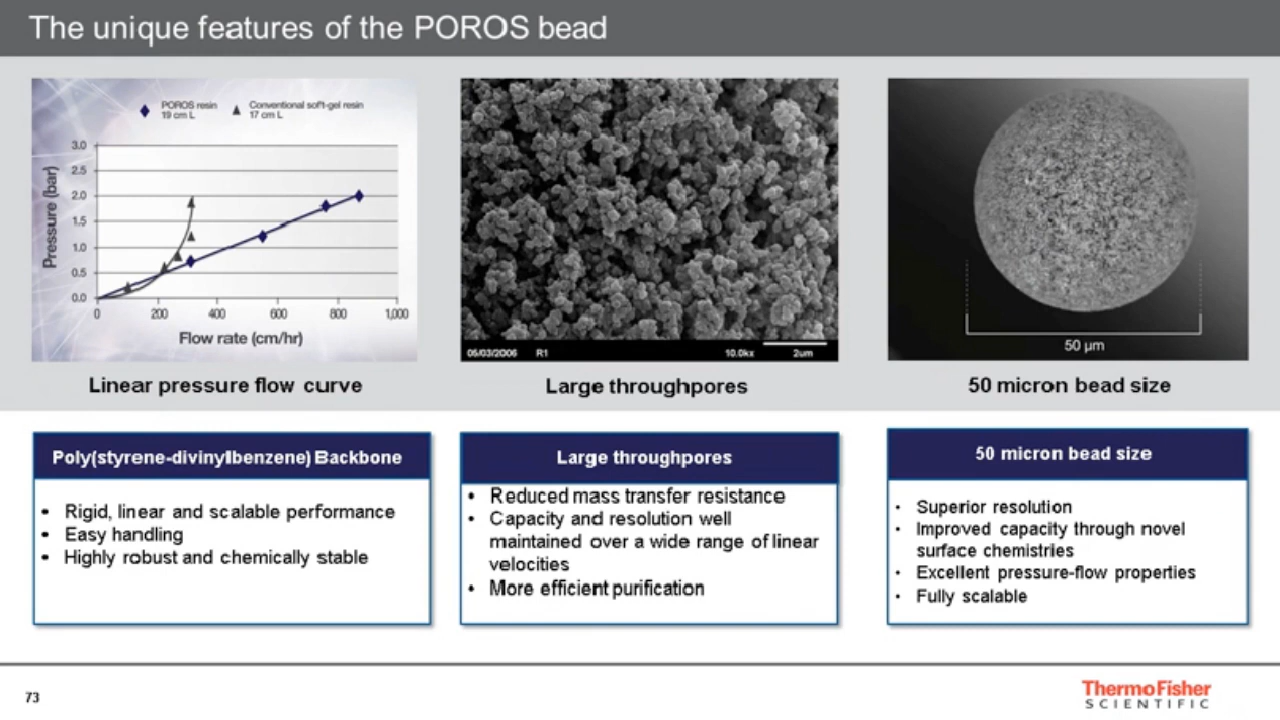 The unique features of the POROS bead
POROS resin
19 cm L
Conventional soft-gel resin
17 cm L
Pressure (bar)
3.0
2.5
2.0
1.5
1.0
0.5
0.0
0
200
400
600
800
1,000
Flow rate (cm/hr)
05/03/2006 R1 10.0kx 2um
50 µm
Linear pressure flow curve
Large throughpores
50 micron bead size
Poly(styrene-divinylbenzene) Backbone
• Rigid, linear and scalable performance
• Easy handling
• Highly robust and chemically stable
Large throughpores
• Reduced mass transfer resistance
• Capacity and resolution well
maintained over a wide range of linear
velocities
• More efficient purification
50 micron bead size
• Superior resolution
• Improved capacity through novel
surface chemistries
• Excellent pressure-flow properties
• Fully scalable
73
ThermoFisher
SCIENTIFIC